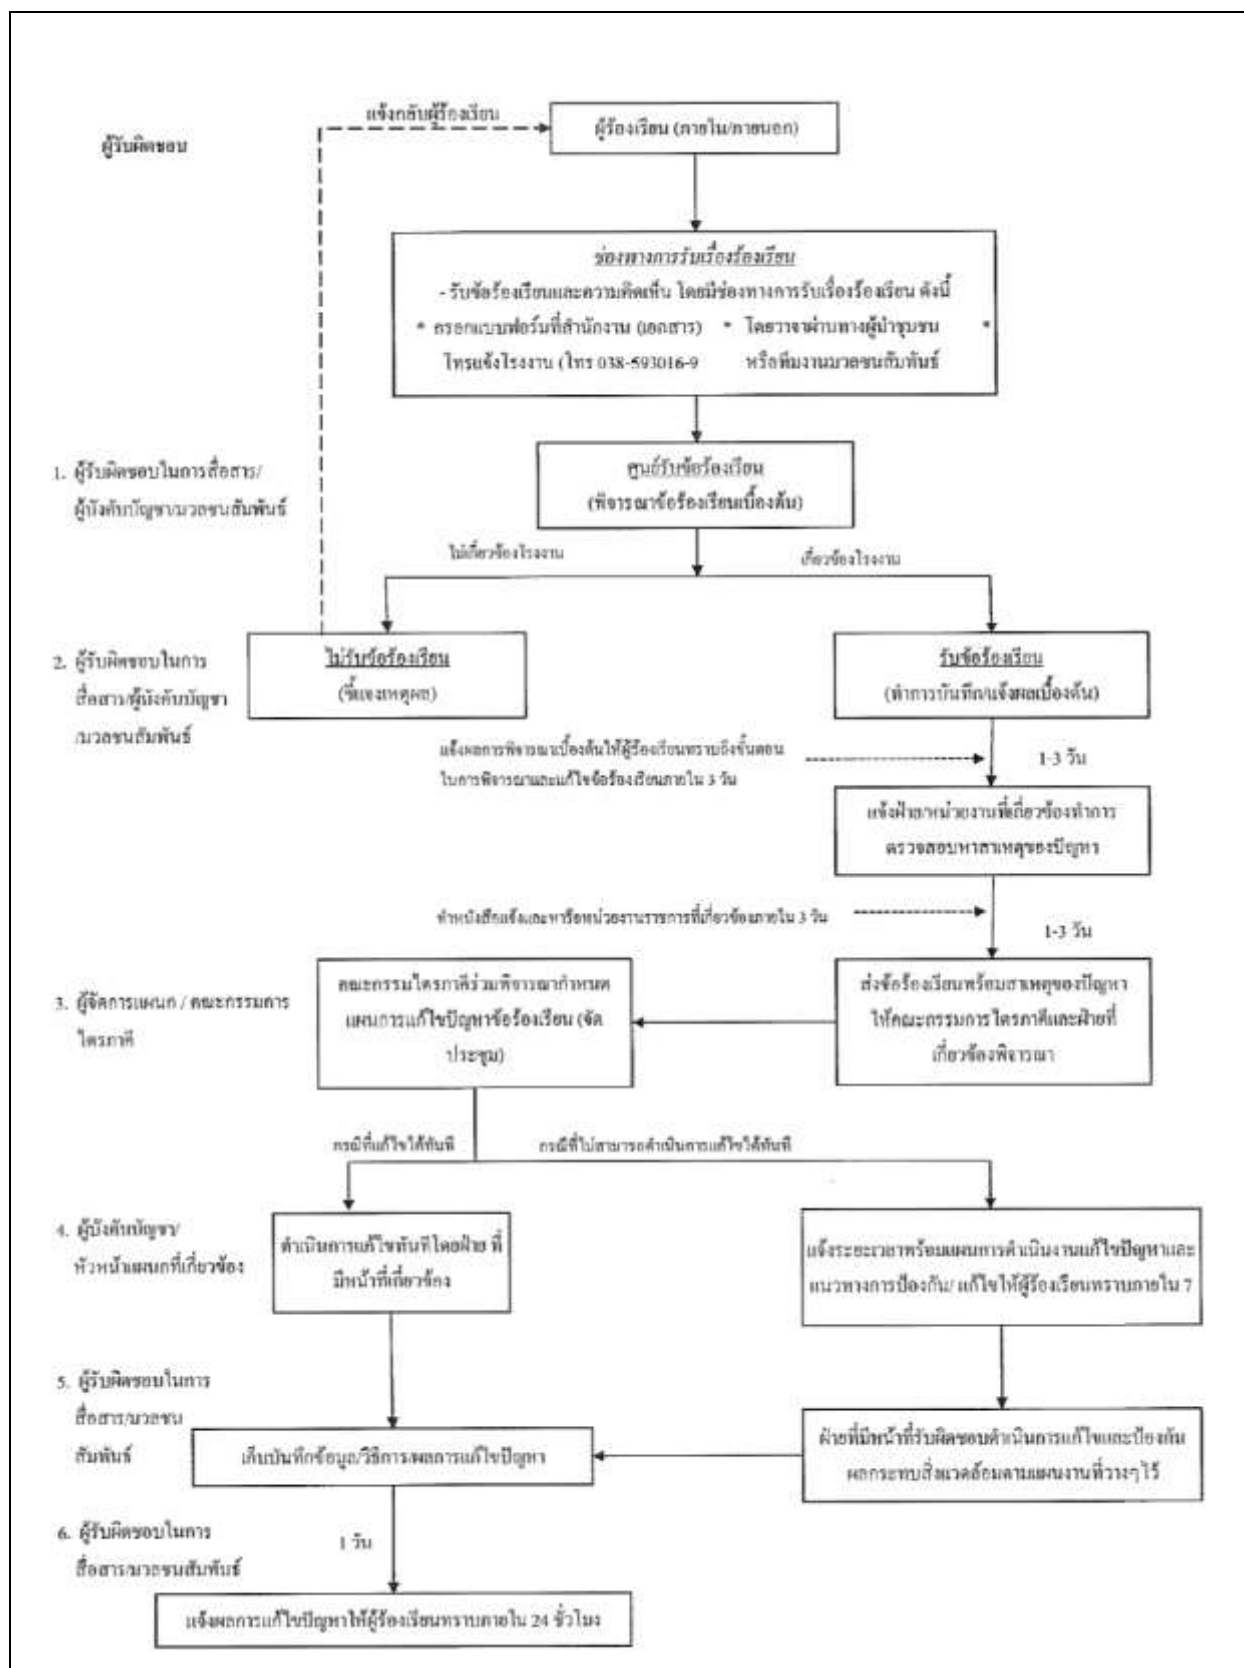 แจ้งกลับผู้ร้องเรียน
ผู้ร้องเรียน (ภายใน/ภายนอก)
ผู้รับผิดชอบ
ช่องทางการรับเรื่องร้องเรียน
- รับข้อร้องเรียนและความคิดเห็น โดยมีช่องทางการรับเรื่องร้องเรียน ดังนี้
* กรอกแบบฟอร์มที่สำนักงาน (เอกสาร) * โดยวาจาผ่านทางผู้นำชุมชน *
โทรแจ้งโรงงาน (โทร 038-593016-9 หรือทีมงานมวลชนสัมพันธ์
1. ผู้รับผิดชอบในการสื่อสาร/
ผู้บังคับบัญชา/มวลชนสัมพันธ์
ศูนย์รับข้อร้องเรียน
(พิจารณาข้อร้องเรียนเบื้องต้น)
ไม่เกี่ยวข้องโรงงาน
เกี่ยวข้องโรงงาน
2. ผู้รับผิดชอบในการ
สื่อสาร/ผู้บังคับบัญชา
/มวลชนสัมพันธ์
ไม่รับข้อร้องเรียน
(ชี้แจงเหตุผล)
รับข้อร้องเรียน
(ทำการบันทึก/แจ้งผลเบื้องต้น)
แจ้งผลการพิจารณาเบื้องต้นให้ผู้ร้องเรียนทราบถึงขั้นตอน
ในการพิจารณาและแก้ไขข้อร้องเรียนภายใน 3 วัน
1-3 วัน
แจ้งฝ่าย/หน่วยงานที่เกี่ยวข้องทำการ
ตรวจสอบหาสาเหตุของปัญหา
ทำหนังสือแจ้งและหารือหน่วยงานราชการที่เกี่ยวข้องภายใน 3 วัน
1-3 วัน
3. ผู้จัดการแผนก / คณะกรรมการ
ไตรภาคี
คณะกรรมไตรภาคีร่วมพิจารณากำหนด
แผนการแก้ไขปัญหาข้อร้องเรียน (จัด
ประชุม)
ส่งข้อร้องเรียนพร้อมสาเหตุของปัญหา
ให้คณะกรรมการไตรภาคีและฝ่ายที่
เกี่ยวข้องพิจารณา
กรณีที่แก้ไขได้ทันที
กรณีที่ไม่สามารถดำเนินการแก้ไขได้ทันที
4. ผู้บังคับบัญชา/
หัวหน้าแผนกที่เกี่ยวข้อง
ดำเนินการแก้ไขทันทีโดยฝ่าย ที่
มีหน้าที่เกี่ยวข้อง
แจ้งระยะเวลาพร้อมแผนการดำเนินงานแก้ไขปัญหาและ
แนวทางการป้องกัน/ แก้ไขให้ผู้ร้องเรียนทราบภายใน 7
5. ผู้รับผิดชอบในการ
สื่อสาร/มวลชน
สัมพันธ์
เก็บบันทึกข้อมูล/วิธีการ/ผลการแก้ไขปัญหา
ฝ่ายที่มีหน้าที่รับผิดชอบดำเนินการแก้ไขและป้องกัน
ผลกระทบสิ่งแวดล้อมตามแผนงานที่วางๆ ไว้
6. ผู้รับผิดชอบในการ
สื่อสาร/มวลชนสัมพันธ์
1 วัน
แจ้งผลการแก้ไขปัญหาให้ผู้ร้องเรียนทราบภายใน 24 ชั่วโมง